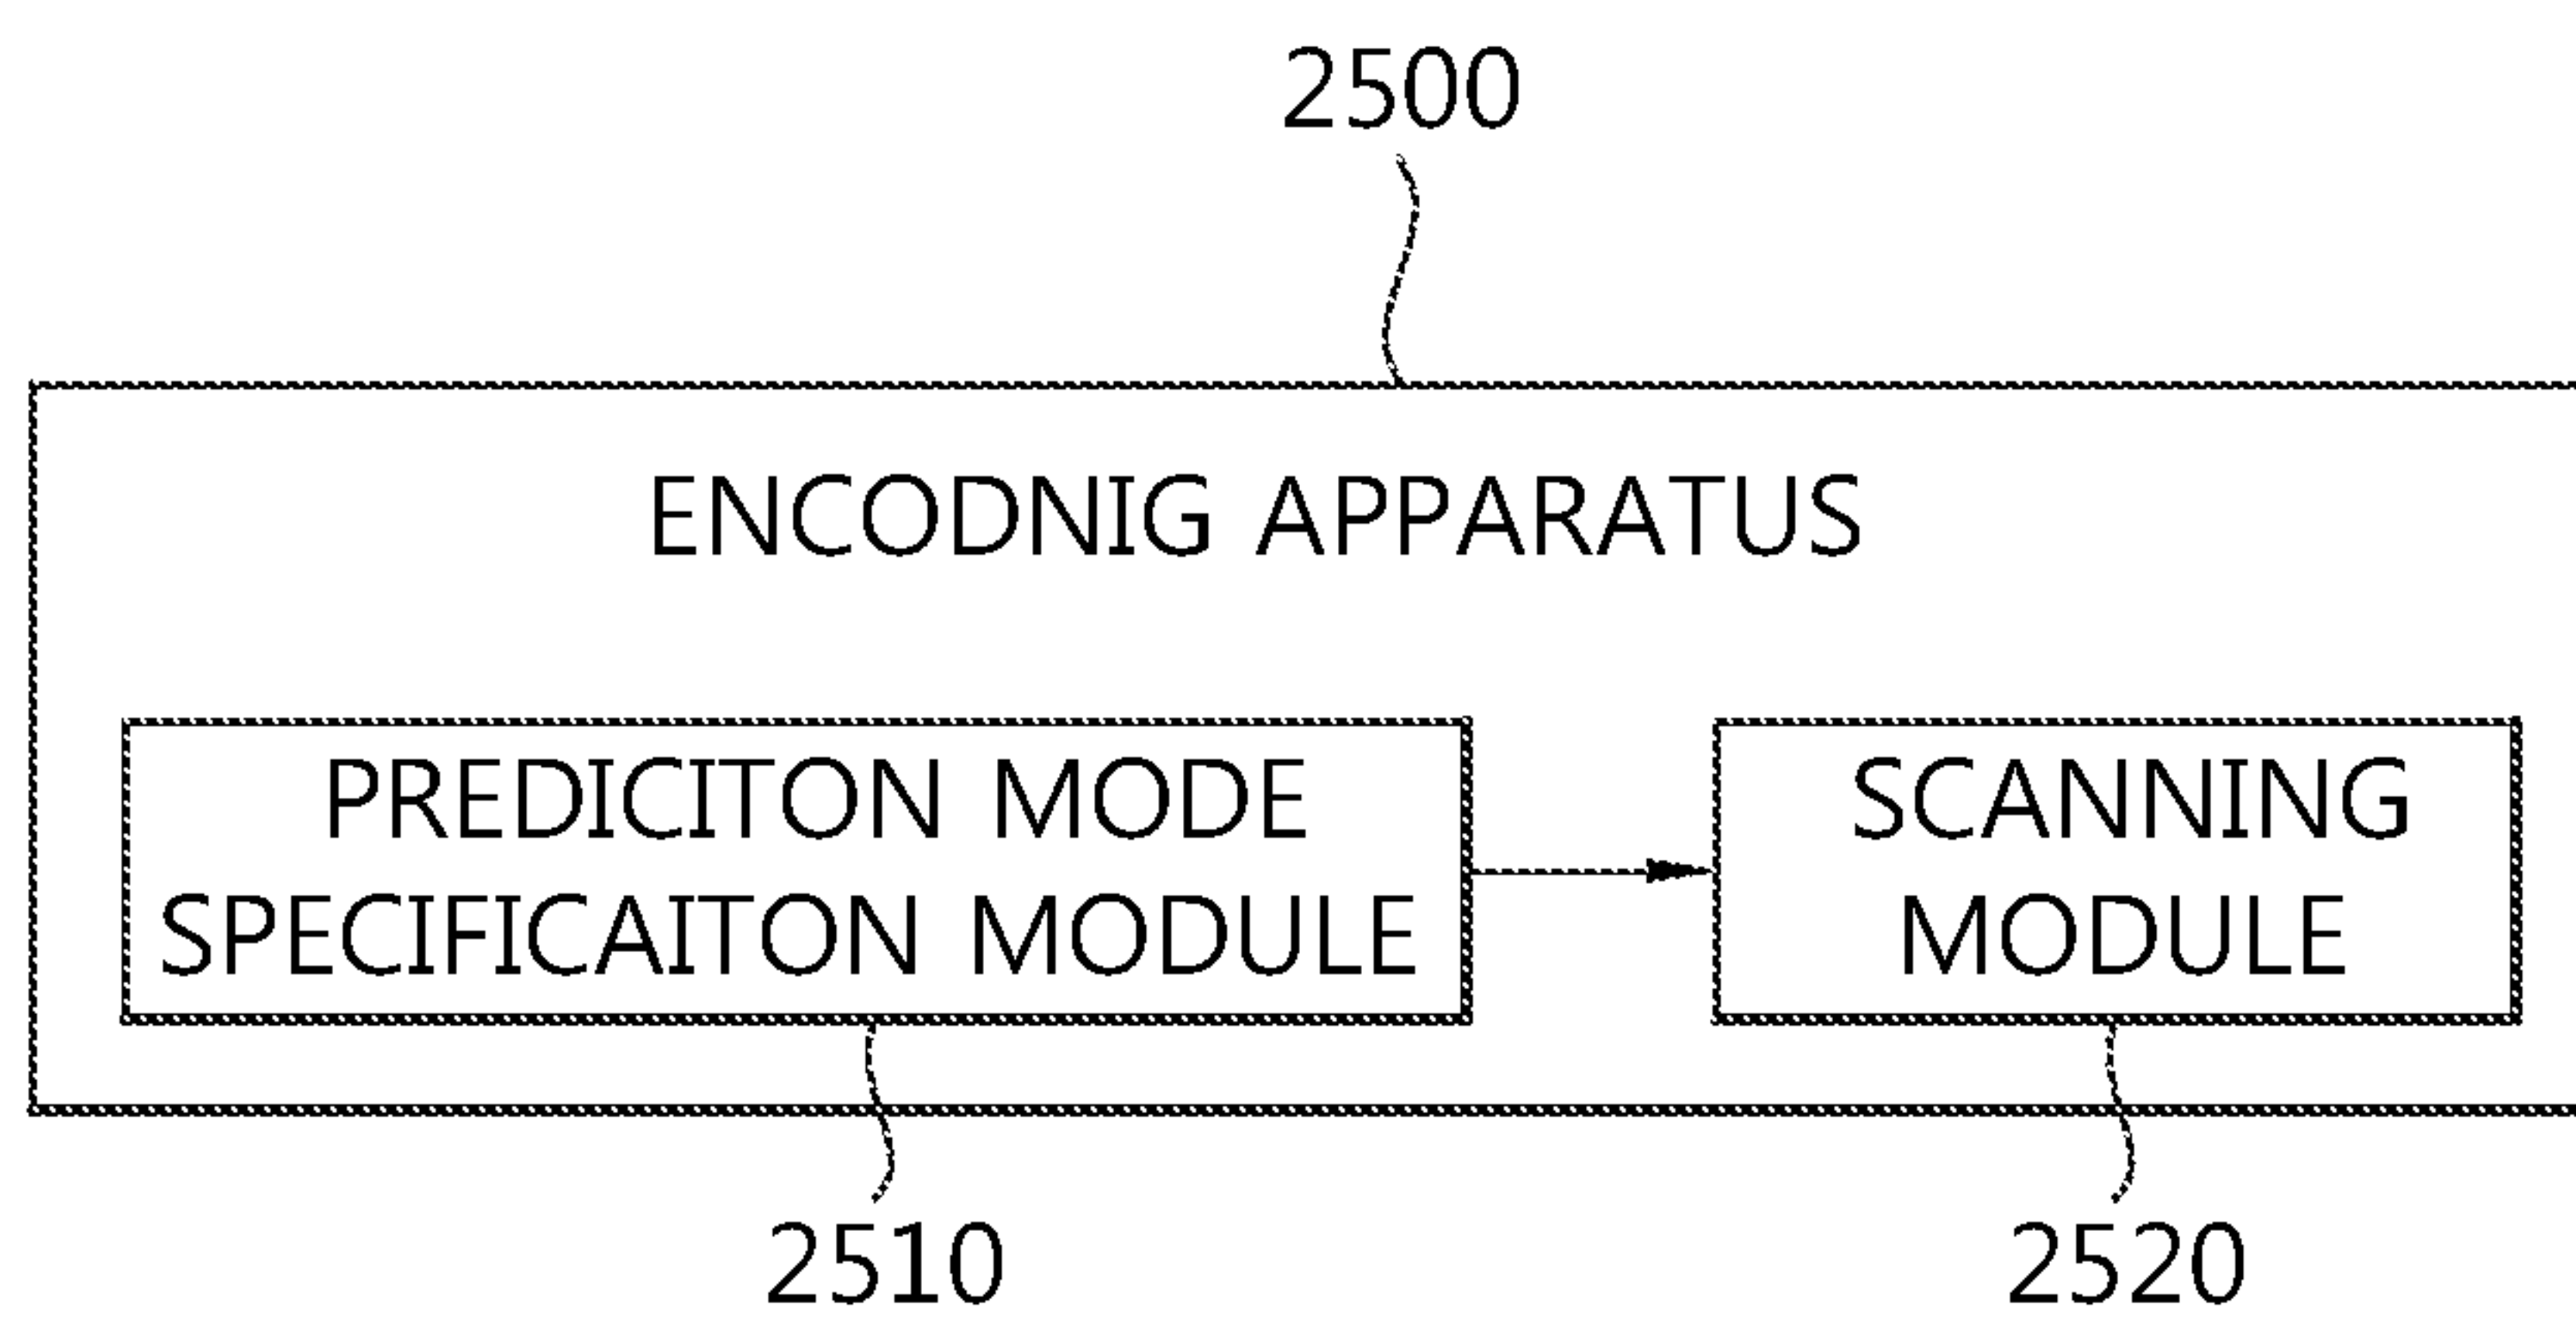 2500
ENCODNIG APPARATUS
PREDICITON MODE
SPECIFICAITON MODULE
SCANNING
MODULE
2510
2520